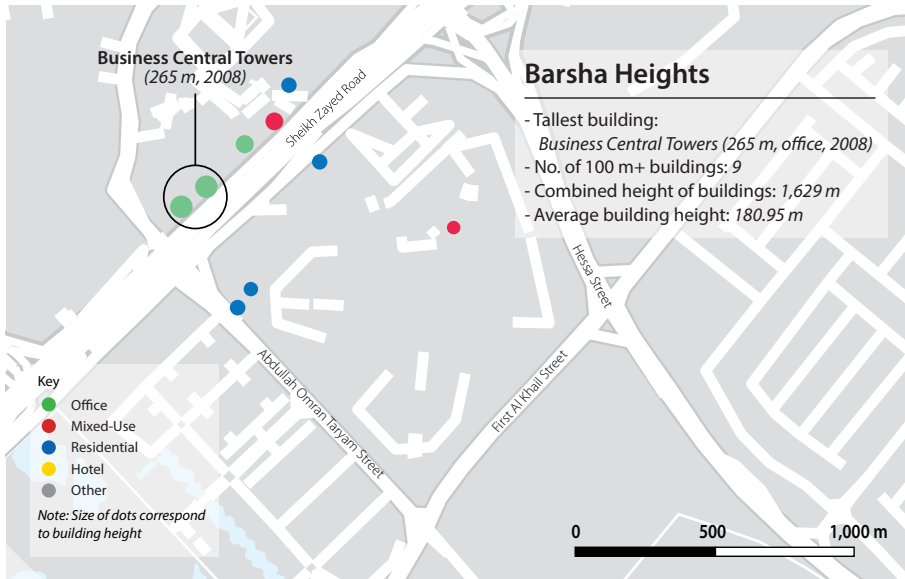 Business Central Towers
(265 m, 2008)
Sheikh Zayed Road
Barsha Heights
- Tallest building:
Business Central Towers (265 m, office, 2008)
- No. of 100 m+ buildings: 9
- Combined height of buildings: 1,629 m
- Average building height: 180.95 m
Hessa Street
Abdullah Omran Taryam Street
First Al Khail Street
Key
Office
Mixed-Use
Residential
Hotel
Other
Note: Size of dots correspond
to building height
0 500 1,000 m